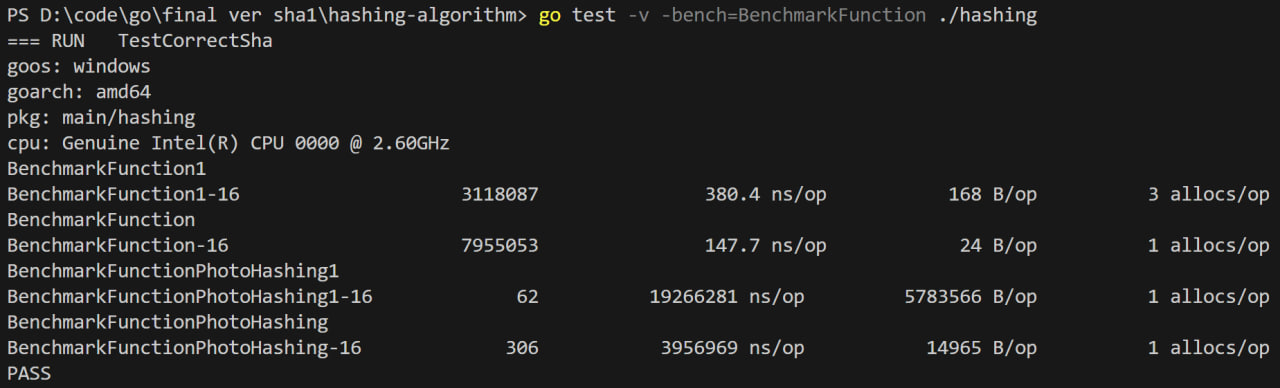 PS D:\code\go\final ver sha1\hashing-algorithm> go test -v -bench=BenchmarkFunction ./hashing
=== RUN   TestCorrectSha
goos: windows
goarch: amd64
pkg: main/hashing
cpu: Genuine Intel(R) CPU 0000 @ 2.60GHz
BenchmarkFunction1
BenchmarkFunction1-16                    3118087               380.4 ns/op           168 B/op          3 allocs/op
BenchmarkFunction
BenchmarkFunction-16                     7955053               147.7 ns/op            24 B/op          1 allocs/op
BenchmarkFunctionPhotoHashing1
BenchmarkFunctionPhotoHashing1-16             62          19266281 ns/op         5783566 B/op          1 allocs/op
BenchmarkFunctionPhotoHashing
BenchmarkFunctionPhotoHashing-16             306           3956969 ns/op           14965 B/op          1 allocs/op
PASS